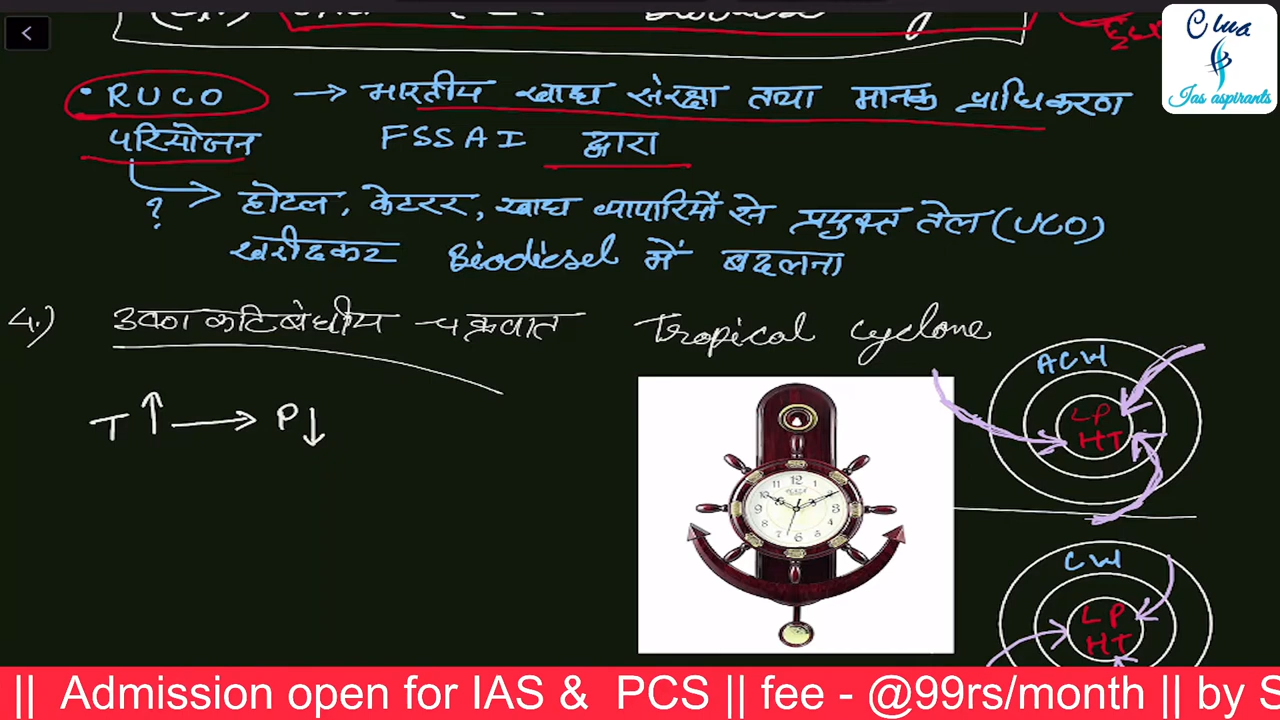 Biodiesel
Clwa
Ias aspirants
• RUCO → भारतीय खाद्य संरक्षा तथा मानक प्राधिकरण
परियोजन FSSAI द्वारा
? होटल, केटरर, खाद्य व्यापारियों से प्रयुक्त तेल (UCO)
खरीदकर Biodiesel में बदलना
4.) उष्ण कटिबंधीय चक्रवात Tropical cyclone
ACW
T↑ → P↓
LP
HT
CW
LP
HT
|| Admission open for IAS & PCS || fee - @99rs/month || by S